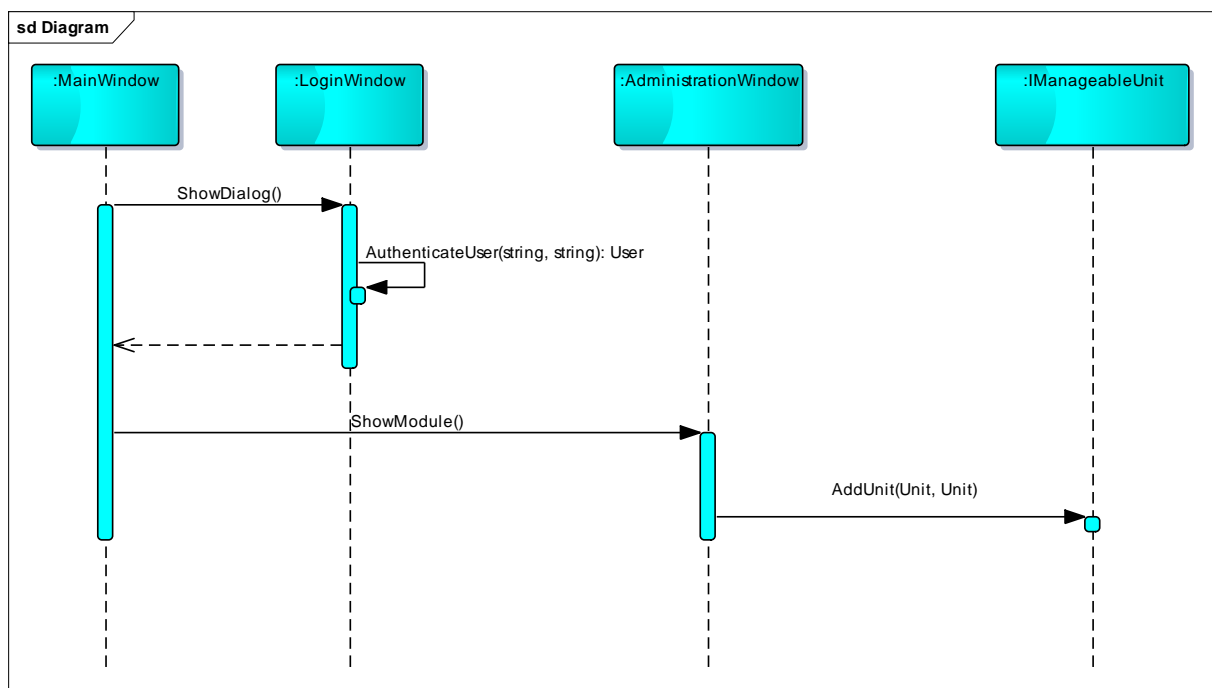 sd Diagram
:MainWindow
:LoginWindow
:AdministrationWindow
:IManageableUnit
ShowDialog()
AuthenticateUser(string, string): User
ShowModule()
AddUnit(Unit, Unit)